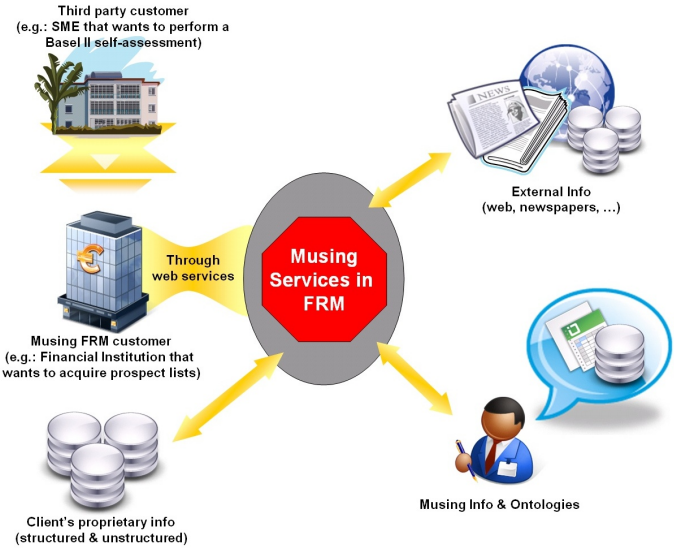 Third party customer
(e.g.: SME that wants to perform a
Basel II self-assessment)
NEWS
External Info
(web, newspapers, ...)
Through
web services
Musing
Services in
FRM
Musing FRM customer
(e.g.: Financial Institution that
wants to acquire prospect lists)
Client's proprietary info
(structured & unstructured)
Musing Info & Ontologies